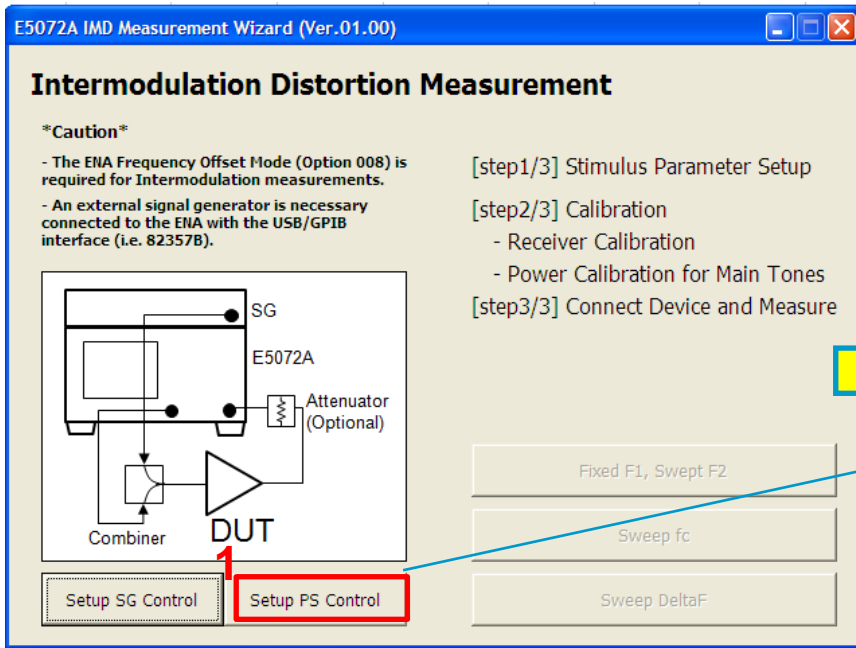 E5072A IMD Measurement Wizard (Ver.01.00)
Intermodulation Distortion Measurement
*Caution*
- The ENA Frequency Offset Mode (Option 008) is
required for Intermodulation measurements.
- An external signal generator is necessary
connected to the ENA with the USB/GPIB
interface (i.e. 82357B).
[step1/3] Stimulus Parameter Setup
[step2/3] Calibration
- Receiver Calibration
- Power Calibration for Main Tones
[step3/3] Connect Device and Measure
SG
E5072A
Attenuator
(Optional)
Combiner
DUT
1
Setup SG Control
Setup PS Control
Fixed F1, Swept F2
Sweep fc
Sweep DeltaF